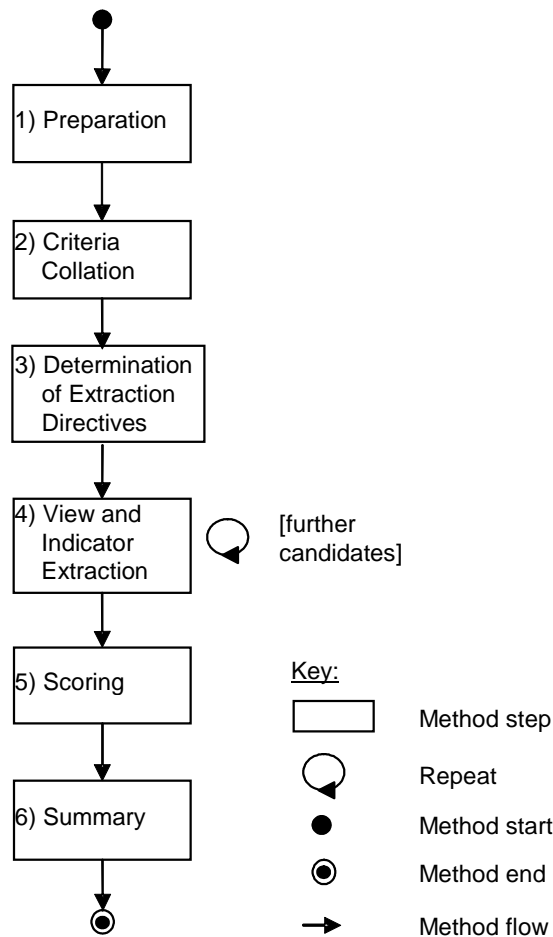 1) Preparation
2) Criteria
Collation
3) Determination
of Extraction
Directives
4) View and
Indicator
Extraction
[further
candidates]
5) Scoring
6) Summary
Key:
Method step
Repeat
Method start
Method end
Method flow